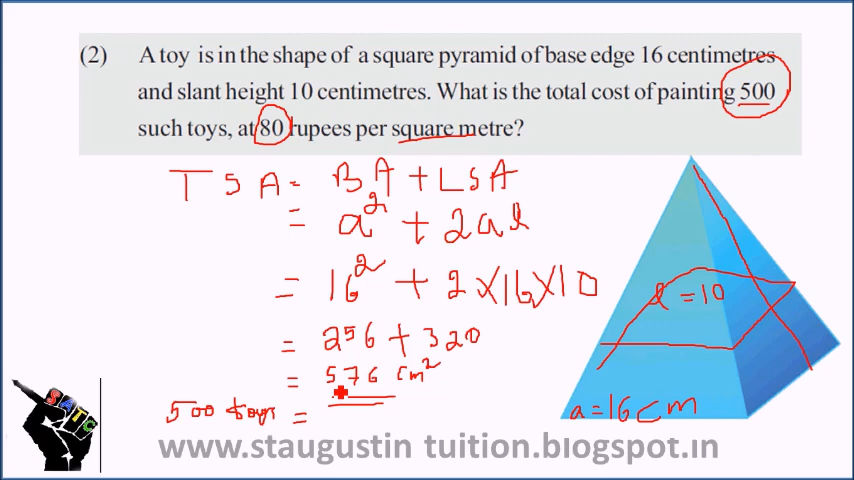 (2) A toy is in the shape of a square pyramid of base edge 16 centimetres
and slant height 10 centimetres. What is the total cost of painting 500
such toys, at 80 rupees per square metre?
TSA = BA + LSA
= a² + 2al
= 16² + 2×16×10
= 256 + 320
= 576 cm²
500 toys =
l = 10
a = 16 cm
SATC
www.staugustin tuition.blogspot.in